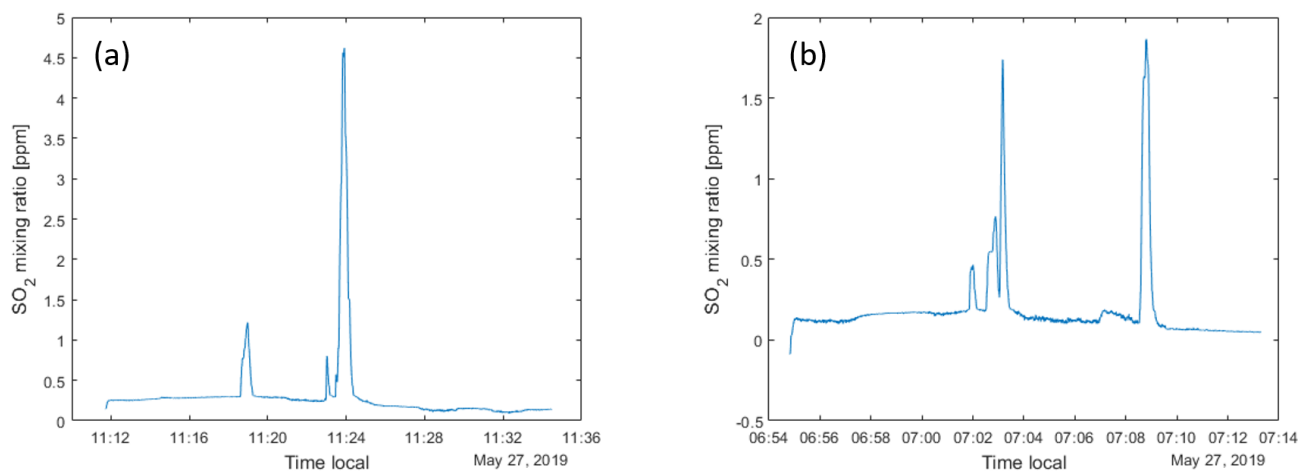 (a)
SO2 mixing ratio [ppm]
5
4.5
4
3.5
3
2.5
2
1.5
1
0.5
0
11:12 11:16 11:20 11:24 11:28 11:32 11:36
Time local
May 27, 2019
(b)
SO2 mixing ratio [ppm]
2
1.5
1
0.5
0
-0.5
06:54 06:56 06:58 07:00 07:02 07:04 07:06 07:08 07:10 07:12 07:14
Time local
May 27, 2019